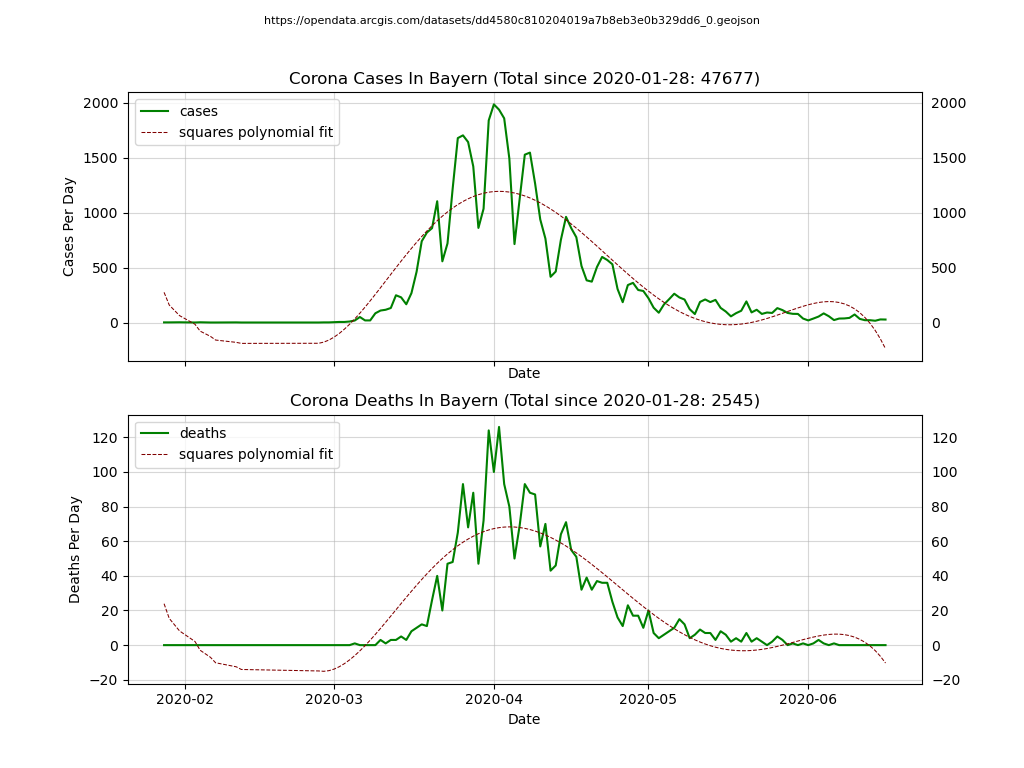 https://opendata.arcgis.com/datasets/dd4580c810204019a7b8eb3e0b329dd6_0.geojson
Corona Cases In Bayern (Total since 2020-01-28: 47677)
cases
squares polynomial fit
Cases Per Day
2000
1500
1000
500
0
2000
1500
1000
500
0
Date
Corona Deaths In Bayern (Total since 2020-01-28: 2545)
deaths
squares polynomial fit
Deaths Per Day
120
100
80
60
40
20
0
−20
120
100
80
60
40
20
0
−20
2020-02 2020-03 2020-04 2020-05 2020-06
Date